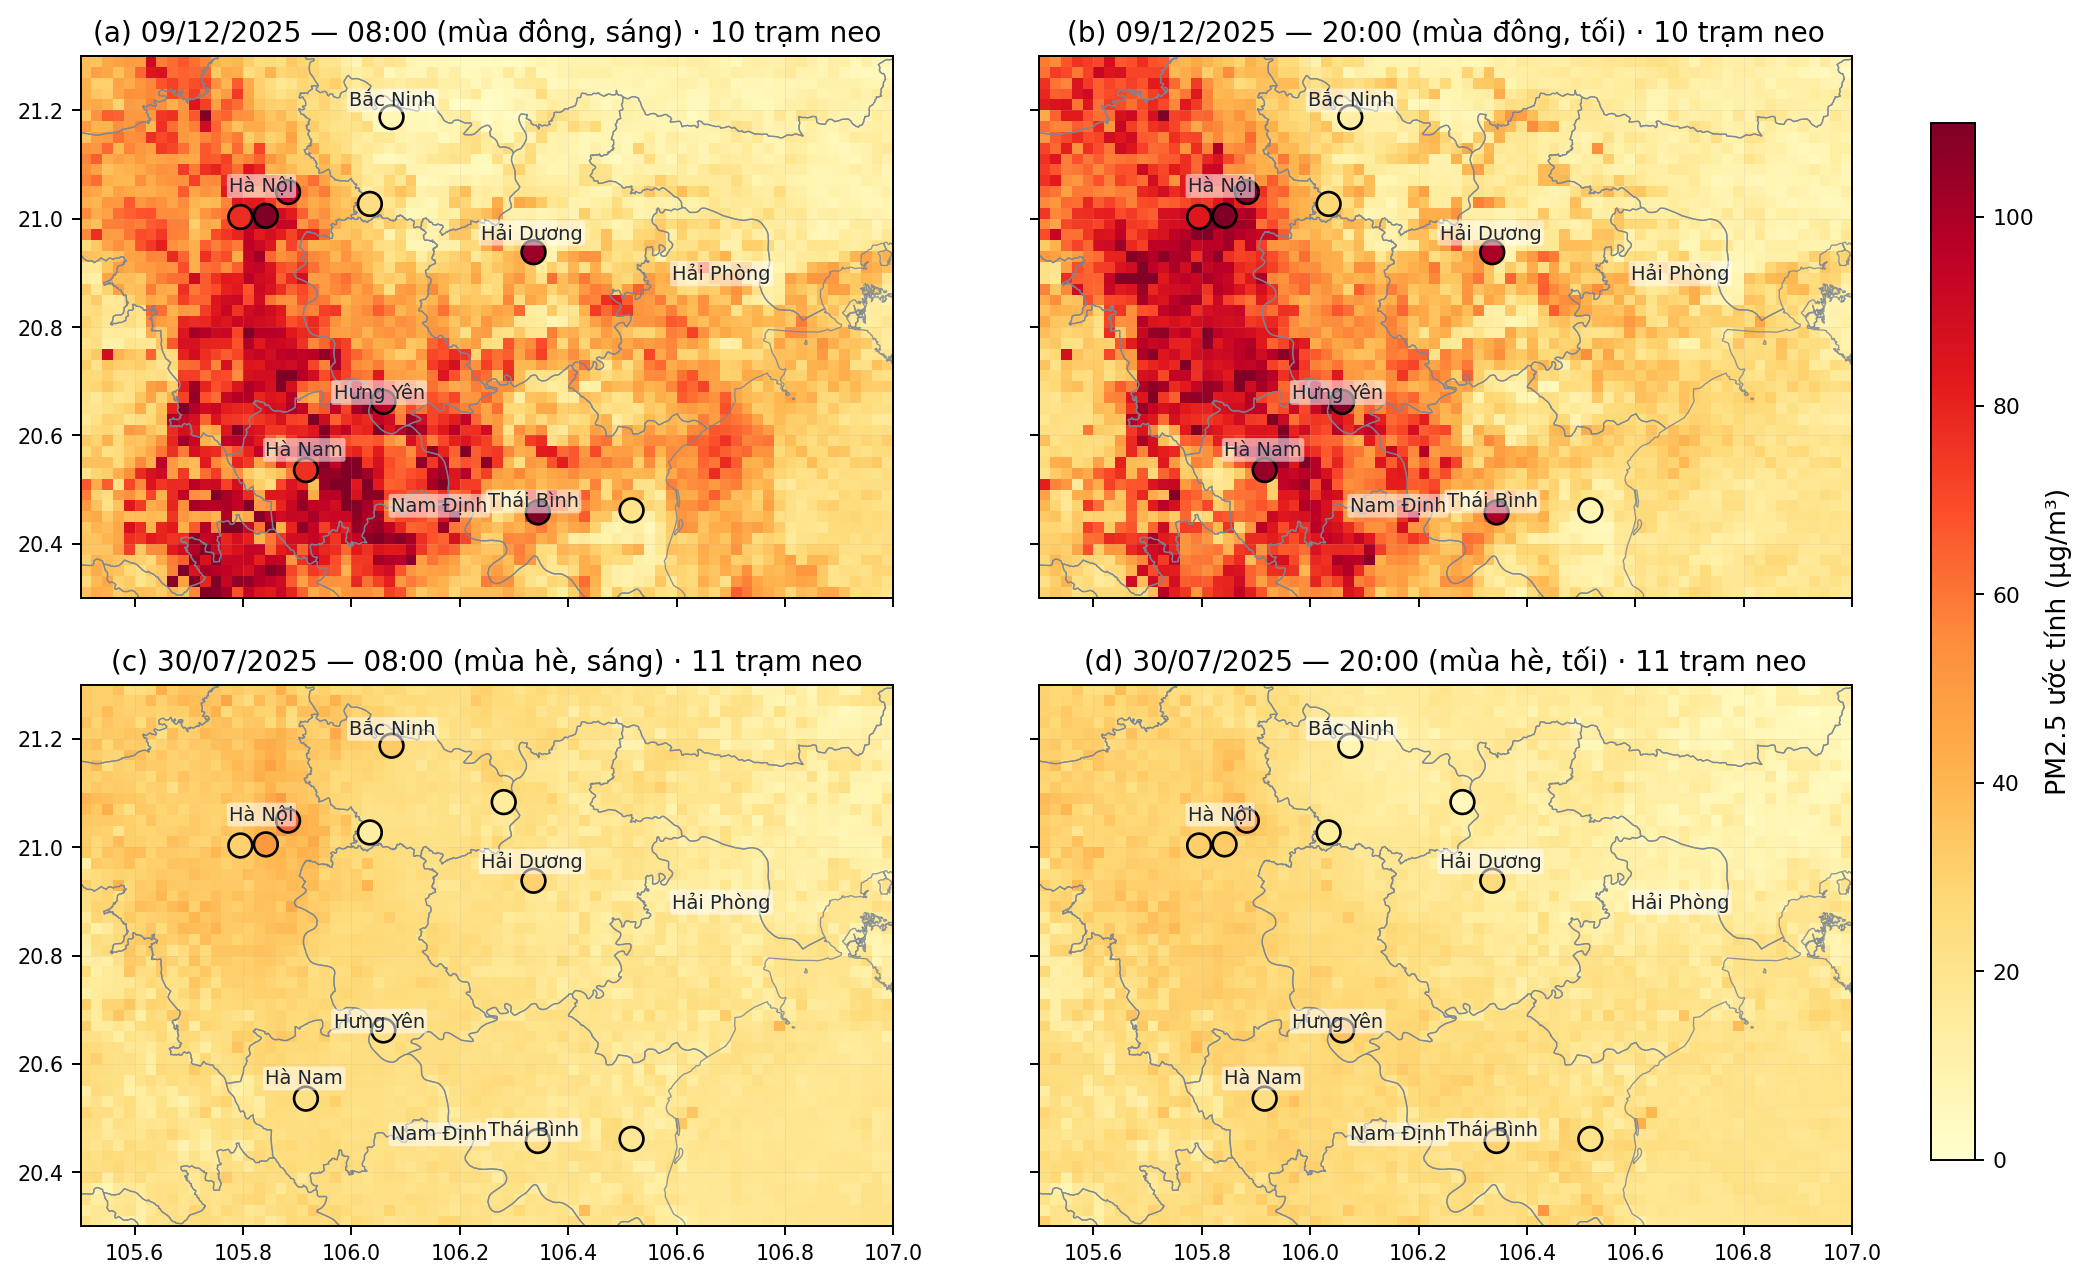 (a) 09/12/2025 — 08:00 (mùa đông, sáng) · 10 trạm neo
(b) 09/12/2025 — 20:00 (mùa đông, tối) · 10 trạm neo
21.2
21.0
20.8
20.6
20.4
Bắc Ninh
Hà Nội
Hải Dương
Hải Phòng
Hưng Yên
Hà Nam
Nam Định
Thái Bình
Bắc Ninh
Hà Nội
Hải Dương
Hải Phòng
Hưng Yên
Hà Nam
Nam Định
Thái Bình
(c) 30/07/2025 — 08:00 (mùa hè, sáng) · 11 trạm neo
(d) 30/07/2025 — 20:00 (mùa hè, tối) · 11 trạm neo
21.2
21.0
20.8
20.6
20.4
Bắc Ninh
Hà Nội
Hải Dương
Hải Phòng
Hưng Yên
Hà Nam
Nam Định
Thái Bình
105.6 105.8 106.0 106.2 106.4 106.6 106.8 107.0
Bắc Ninh
Hà Nội
Hải Dương
Hải Phòng
Hưng Yên
Hà Nam
Nam Định
Thái Bình
105.6 105.8 106.0 106.2 106.4 106.6 106.8 107.0
100
80
60
40
20
0
PM2.5 ước tính (µg/m³)